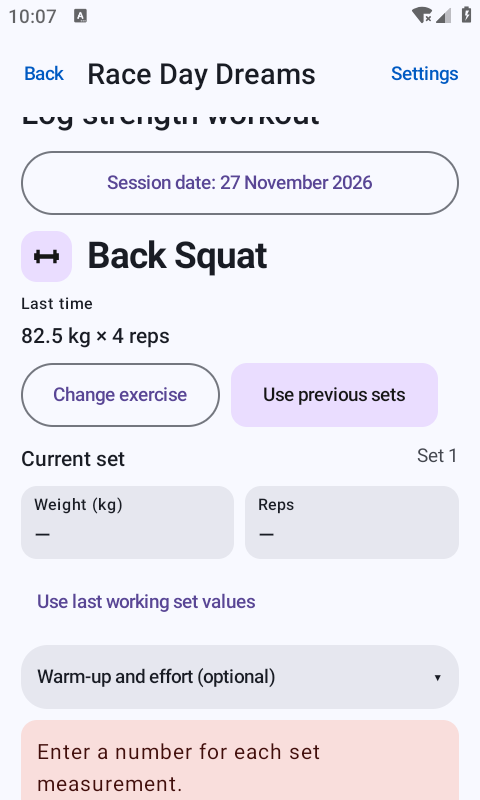 10:07
A
Back
Race Day Dreams
Settings
Log strength workout
Session date: 27 November 2026
Back Squat
Last time
82.5 kg × 4 reps
Change exercise
Use previous sets
Current set
Set 1
Weight (kg)
Reps
—
—
Use last working set values
Warm-up and effort (optional)
Enter a number for each set
measurement.